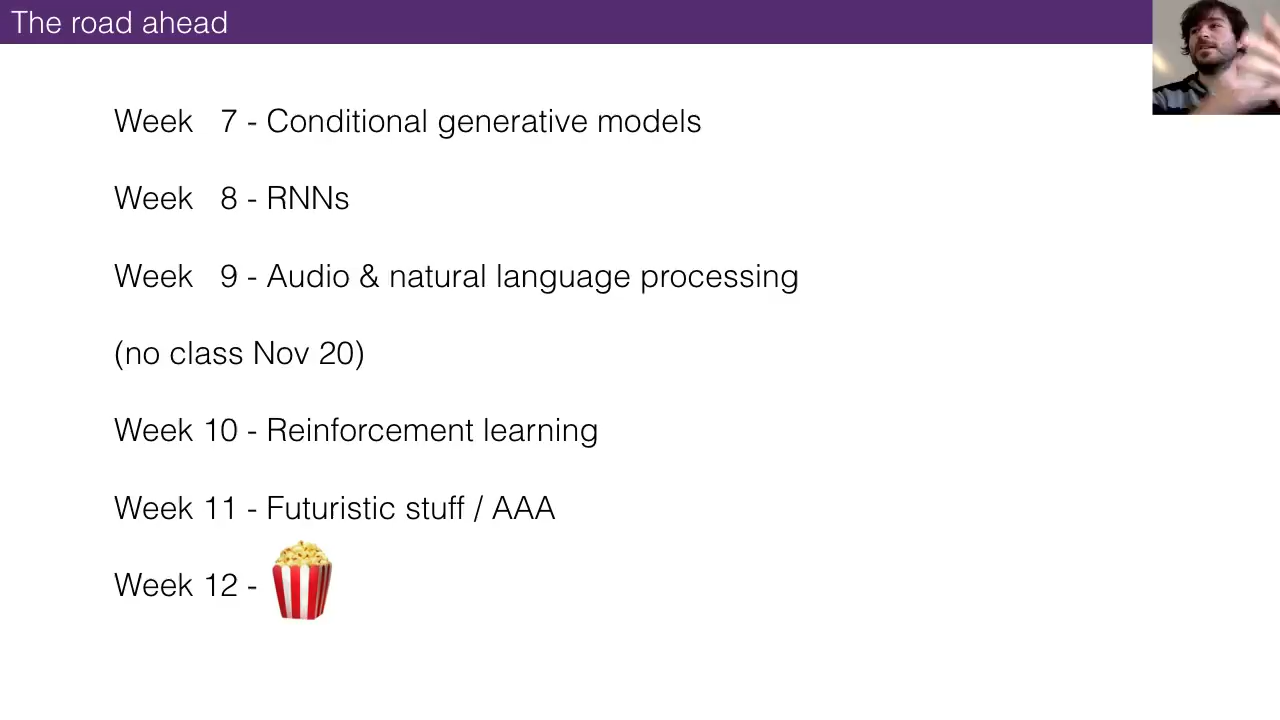 The road ahead
Week 7 - Conditional generative models
Week 8 - RNNs
Week 9 - Audio & natural language processing
(no class Nov 20)
Week 10 - Reinforcement learning
Week 11 - Futuristic stuff / AAA
Week 12 -